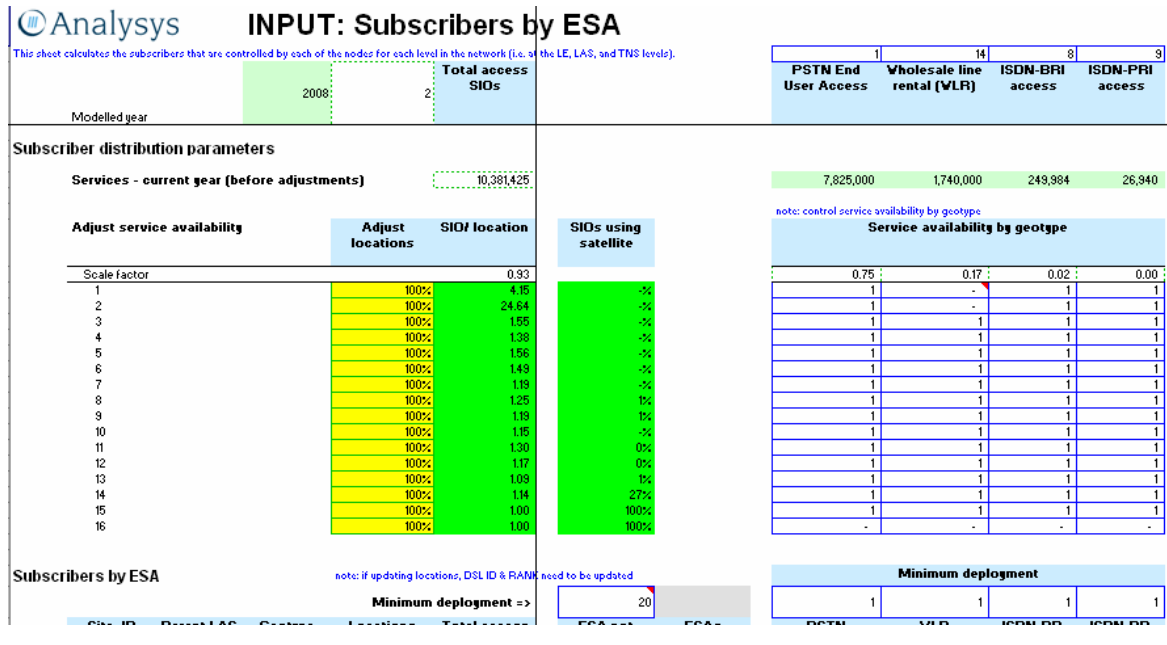 Analysys INPUT: Subscribers by ESA
This sheet calculates the subscribers that are controlled by each of the nodes for each level in the network (i.e. at the LE, LAS, and TNS levels).
1 14 8 9
Total access SIOs PSTN End User Access Wholesale line rental (WLR) ISDN-BRI access ISDN-PRI access
2008 2
Modelled year
Subscriber distribution parameters
Services - current year (before adjustments) 10,381,425 7,825,000 1,740,000 249,984 26,940
note: control service availability by geotype
Adjust service availability Adjust locations SIO/ location SIOs using satellite Service availability by geotype
Scale factor 0.93 0.75 0.17 0.02 0.00
1 100% 4.15 -% 1 - 1 1
2 100% 24.64 -% 1 - 1 1
3 100% 1.55 -% 1 1 1 1
4 100% 1.38 -% 1 1 1 1
5 100% 1.56 -% 1 1 1 1
6 100% 1.49 -% 1 1 1 1
7 100% 1.19 -% 1 1 1 1
8 100% 1.25 1% 1 1 1 1
9 100% 1.19 1% 1 1 1 1
10 100% 1.15 -% 1 1 1 1
11 100% 1.30 0% 1 1 1 1
12 100% 1.17 0% 1 1 1 1
13 100% 1.09 1% 1 1 1 1
14 100% 1.14 27% 1 1 1 1
15 100% 1.00 100% 1 1 1 1
16 100% 1.00 100% - - - -
Subscribers by ESA note: if updating locations, DSL ID & RANK need to be updated Minimum deployment
Minimum deployment => 20 1 1 1 1